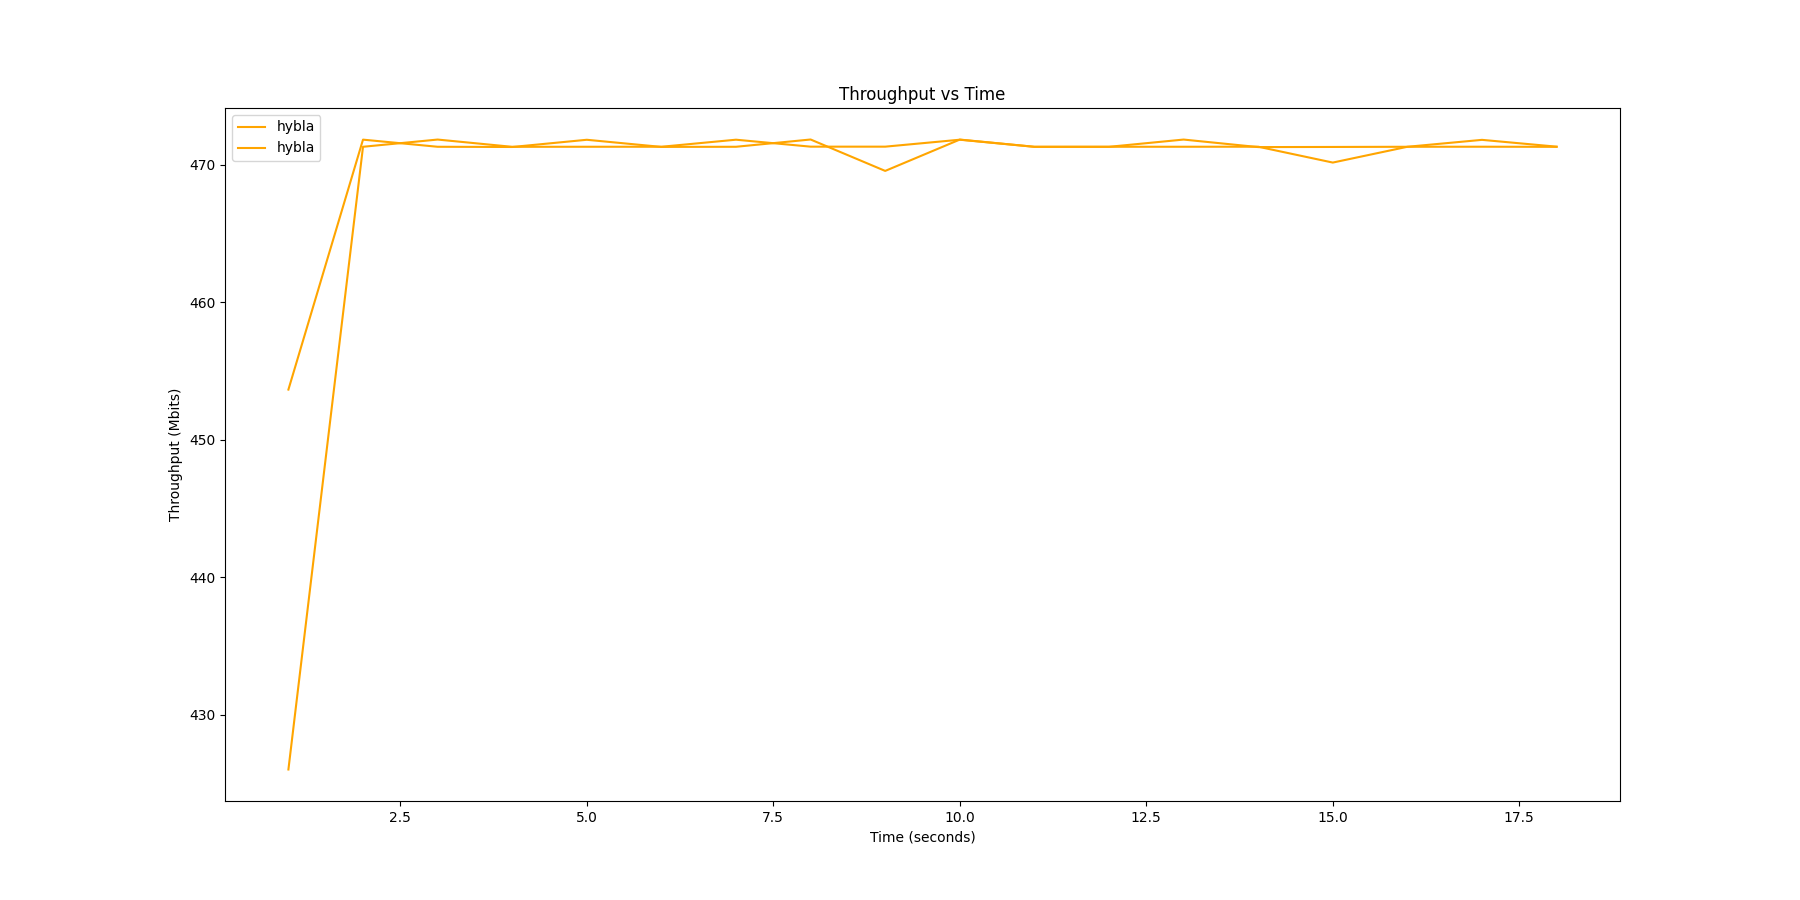 Throughput vs Time
hybla
hybla
470
460
450
440
430
Throughput (Mbits)
2.5 5.0 7.5 10.0 12.5 15.0 17.5
Time (seconds)